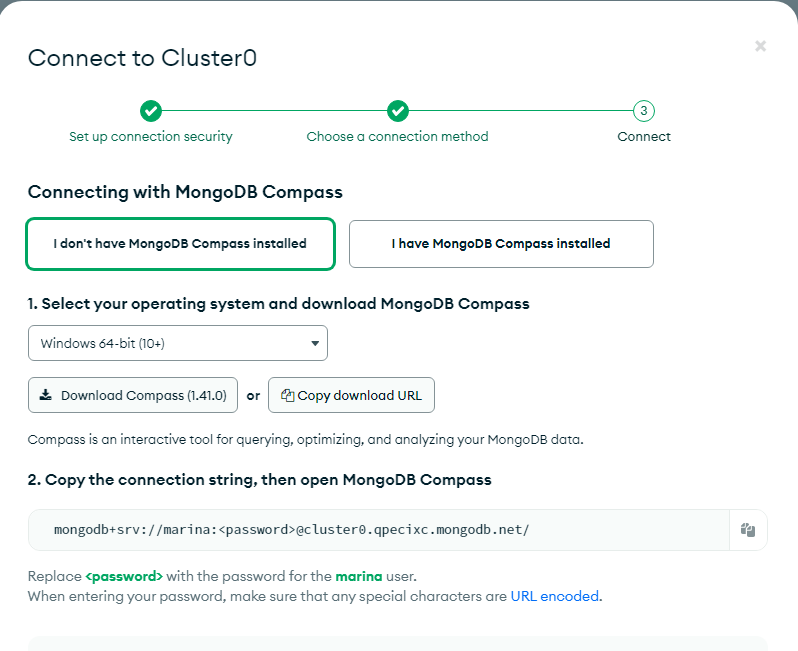 Connect to Cluster0
3
Set up connection security
Choose a connection method
Connect
Connecting with MongoDB Compass
I don't have MongoDB Compass installed
I have MongoDB Compass installed
1. Select your operating system and download MongoDB Compass
Windows 64-bit (10+)
Download Compass (1.41.0) or Copy download URL
Compass is an interactive tool for querying, optimizing, and analyzing your MongoDB data.
2. Copy the connection string, then open MongoDB Compass
mongodb+srv://marina:<password>@cluster0.qpecixc.mongodb.net/
Replace <password> with the password for the marina user.
When entering your password, make sure that any special characters are URL encoded.